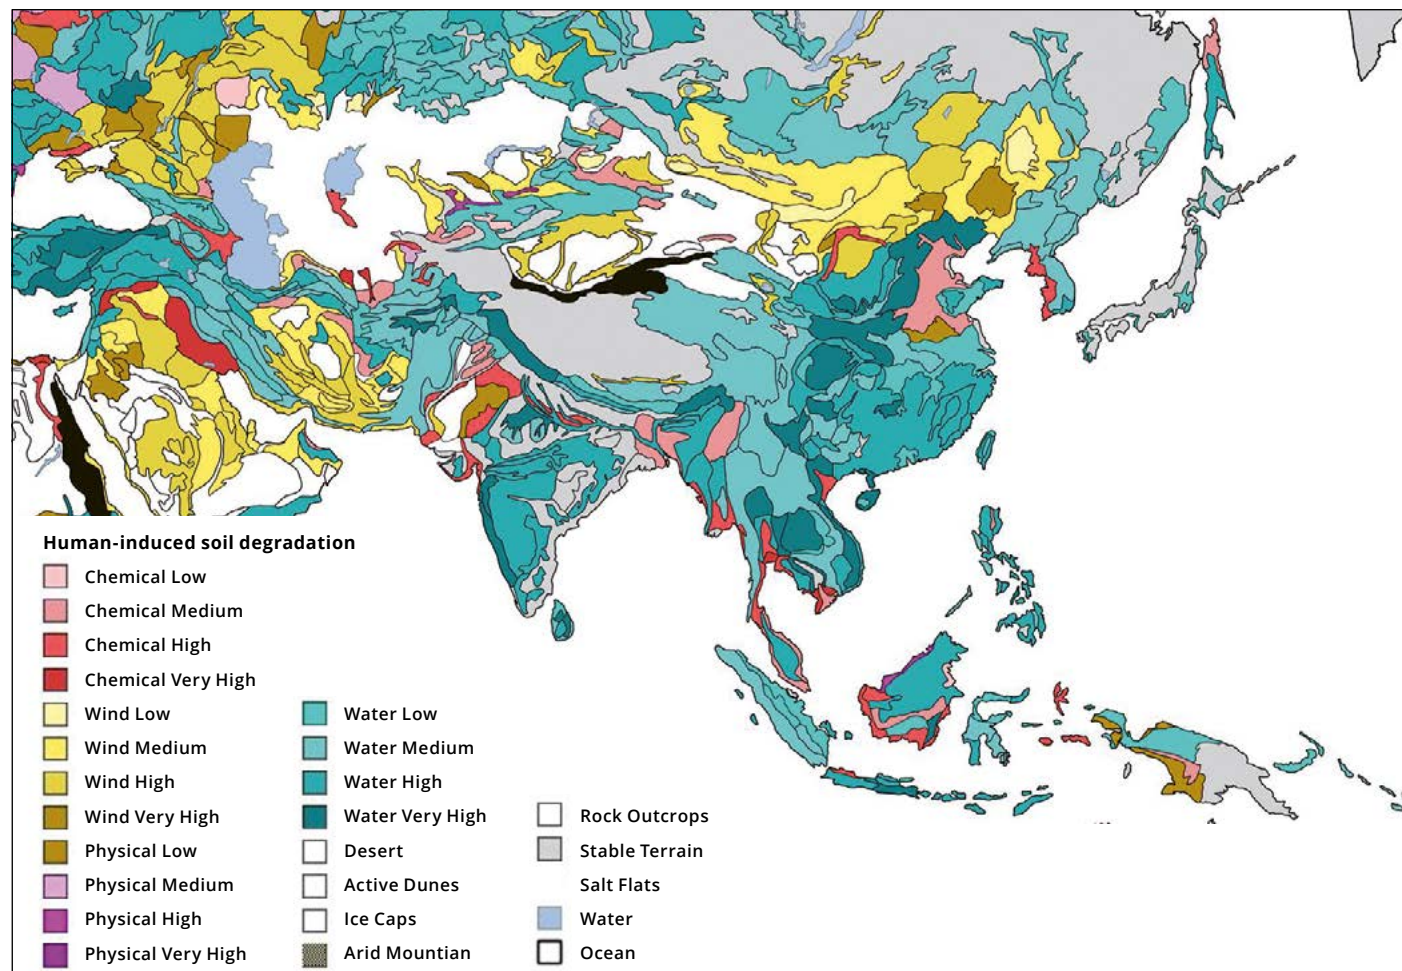 Human-induced soil degradation
Chemical Low
Chemical Medium
Chemical High
Chemical Very High
Wind Low
Wind Medium
Wind High
Wind Very High
Physical Low
Physical Medium
Physical High
Physical Very High
Water Low
Water Medium
Water High
Water Very High
Desert
Active Dunes
Ice Caps
Arid Mountian
Rock Outcrops
Stable Terrain
Salt Flats
Water
Ocean